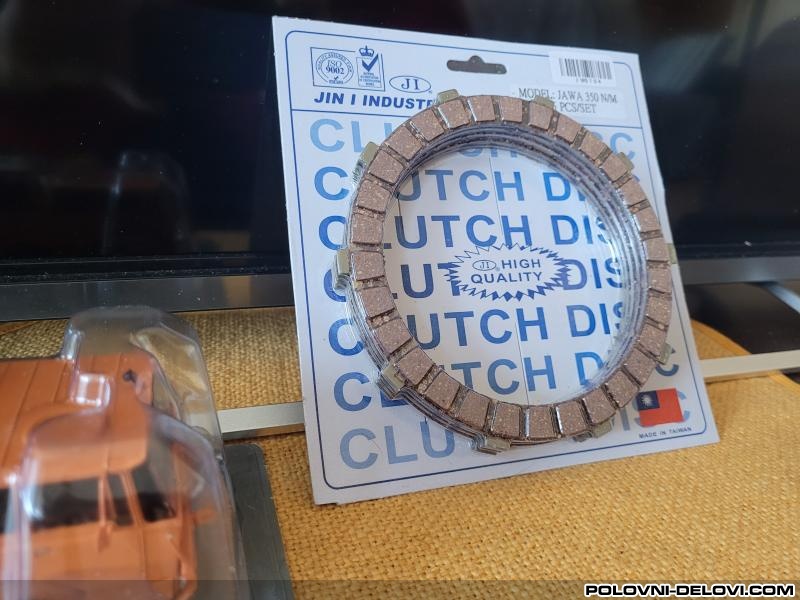 ISO
9002
JI
JIN I INDUSTR
MODEL: JAWA 350 N/M
PCS/SET
CLUTCH DISC
CLUTCH DISC
CLUTCH DISC
CLUTCH DIS
CLUTCH DIS
CLUTCH DIS
CLUTCH DISC
JI HIGH
QUALITY
MADE IN TAIWAN
POLOVNI-DELOVI.COM